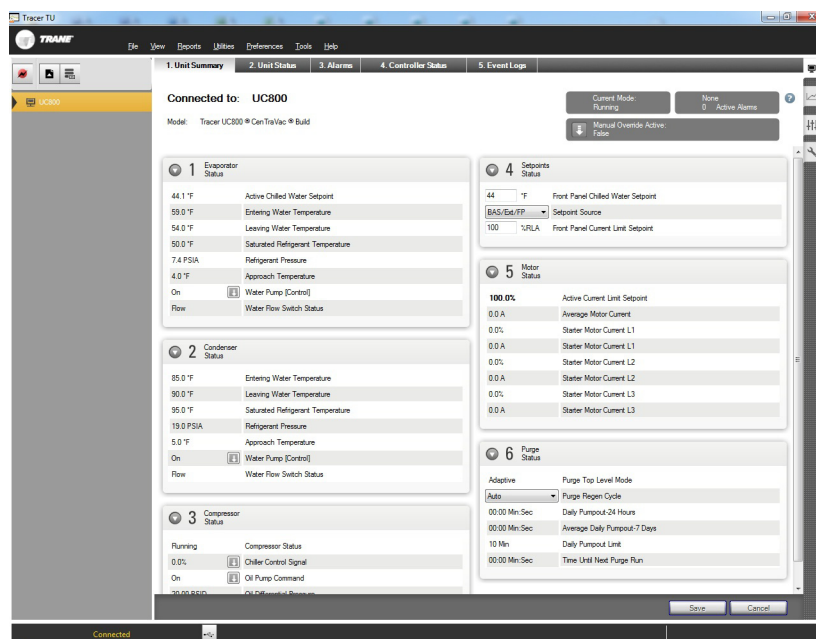 Tracer TU
TRANE
File View Reports Utilities Preferences Tools Help
1. Unit Summary 2. Unit Status 3. Alarms 4. Controller Status 5. Event Logs
UC800
Connected to: UC800
Model: Tracer UC800 ® CenTraVac ® Build
Current Mode:
Running
None
0 Active Alarms
Manual Override Active:
False
1 Evaporator
Status
44.1 °F Active Chilled Water Setpoint
59.0 °F Entering Water Temperature
54.0 °F Leaving Water Temperature
50.0 °F Saturated Refrigerant Temperature
7.4 PSIA Refrigerant Pressure
4.0 °F Approach Temperature
On Water Pump [Control]
Flow Water Flow Switch Status
2 Condenser
Status
85.0 °F Entering Water Temperature
90.0 °F Leaving Water Temperature
95.0 °F Saturated Refrigerant Temperature
19.0 PSIA Refrigerant Pressure
5.0 °F Approach Temperature
On Water Pump [Control]
Flow Water Flow Switch Status
3 Compressor
Status
Running Compressor Status
0.0% Chiller Control Signal
On Oil Pump Command
20.00 PSID Oil Differential Pressure
4 Setpoints
Status
44 °F Front Panel Chilled Water Setpoint
BAS/Ext/FP Setpoint Source
100 %RLA Front Panel Current Limit Setpoint
5 Motor
Status
100.0% Active Current Limit Setpoint
0.0 A Average Motor Current
0.0% Starter Motor Current L1
0.0 A Starter Motor Current L1
0.0% Starter Motor Current L2
0.0 A Starter Motor Current L2
0.0% Starter Motor Current L3
0.0 A Starter Motor Current L3
6 Purge
Status
Adaptive Purge Top Level Mode
Auto Purge Regen Cycle
00:00 Min:Sec Daily Pumpout-24 Hours
00:00 Min:Sec Average Daily Pumpout-7 Days
10 Min Daily Pumpout Limit
00:00 Min:Sec Time Until Next Purge Run
Save Cancel
Connected